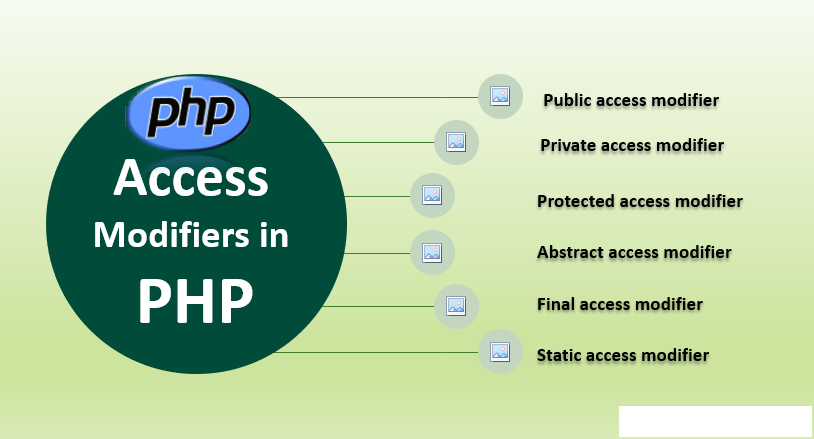 php
Access
Modifiers in
PHP
Public access modifier
Private access modifier
Protected access modifier
Abstract access modifier
Final access modifier
Static access modifier